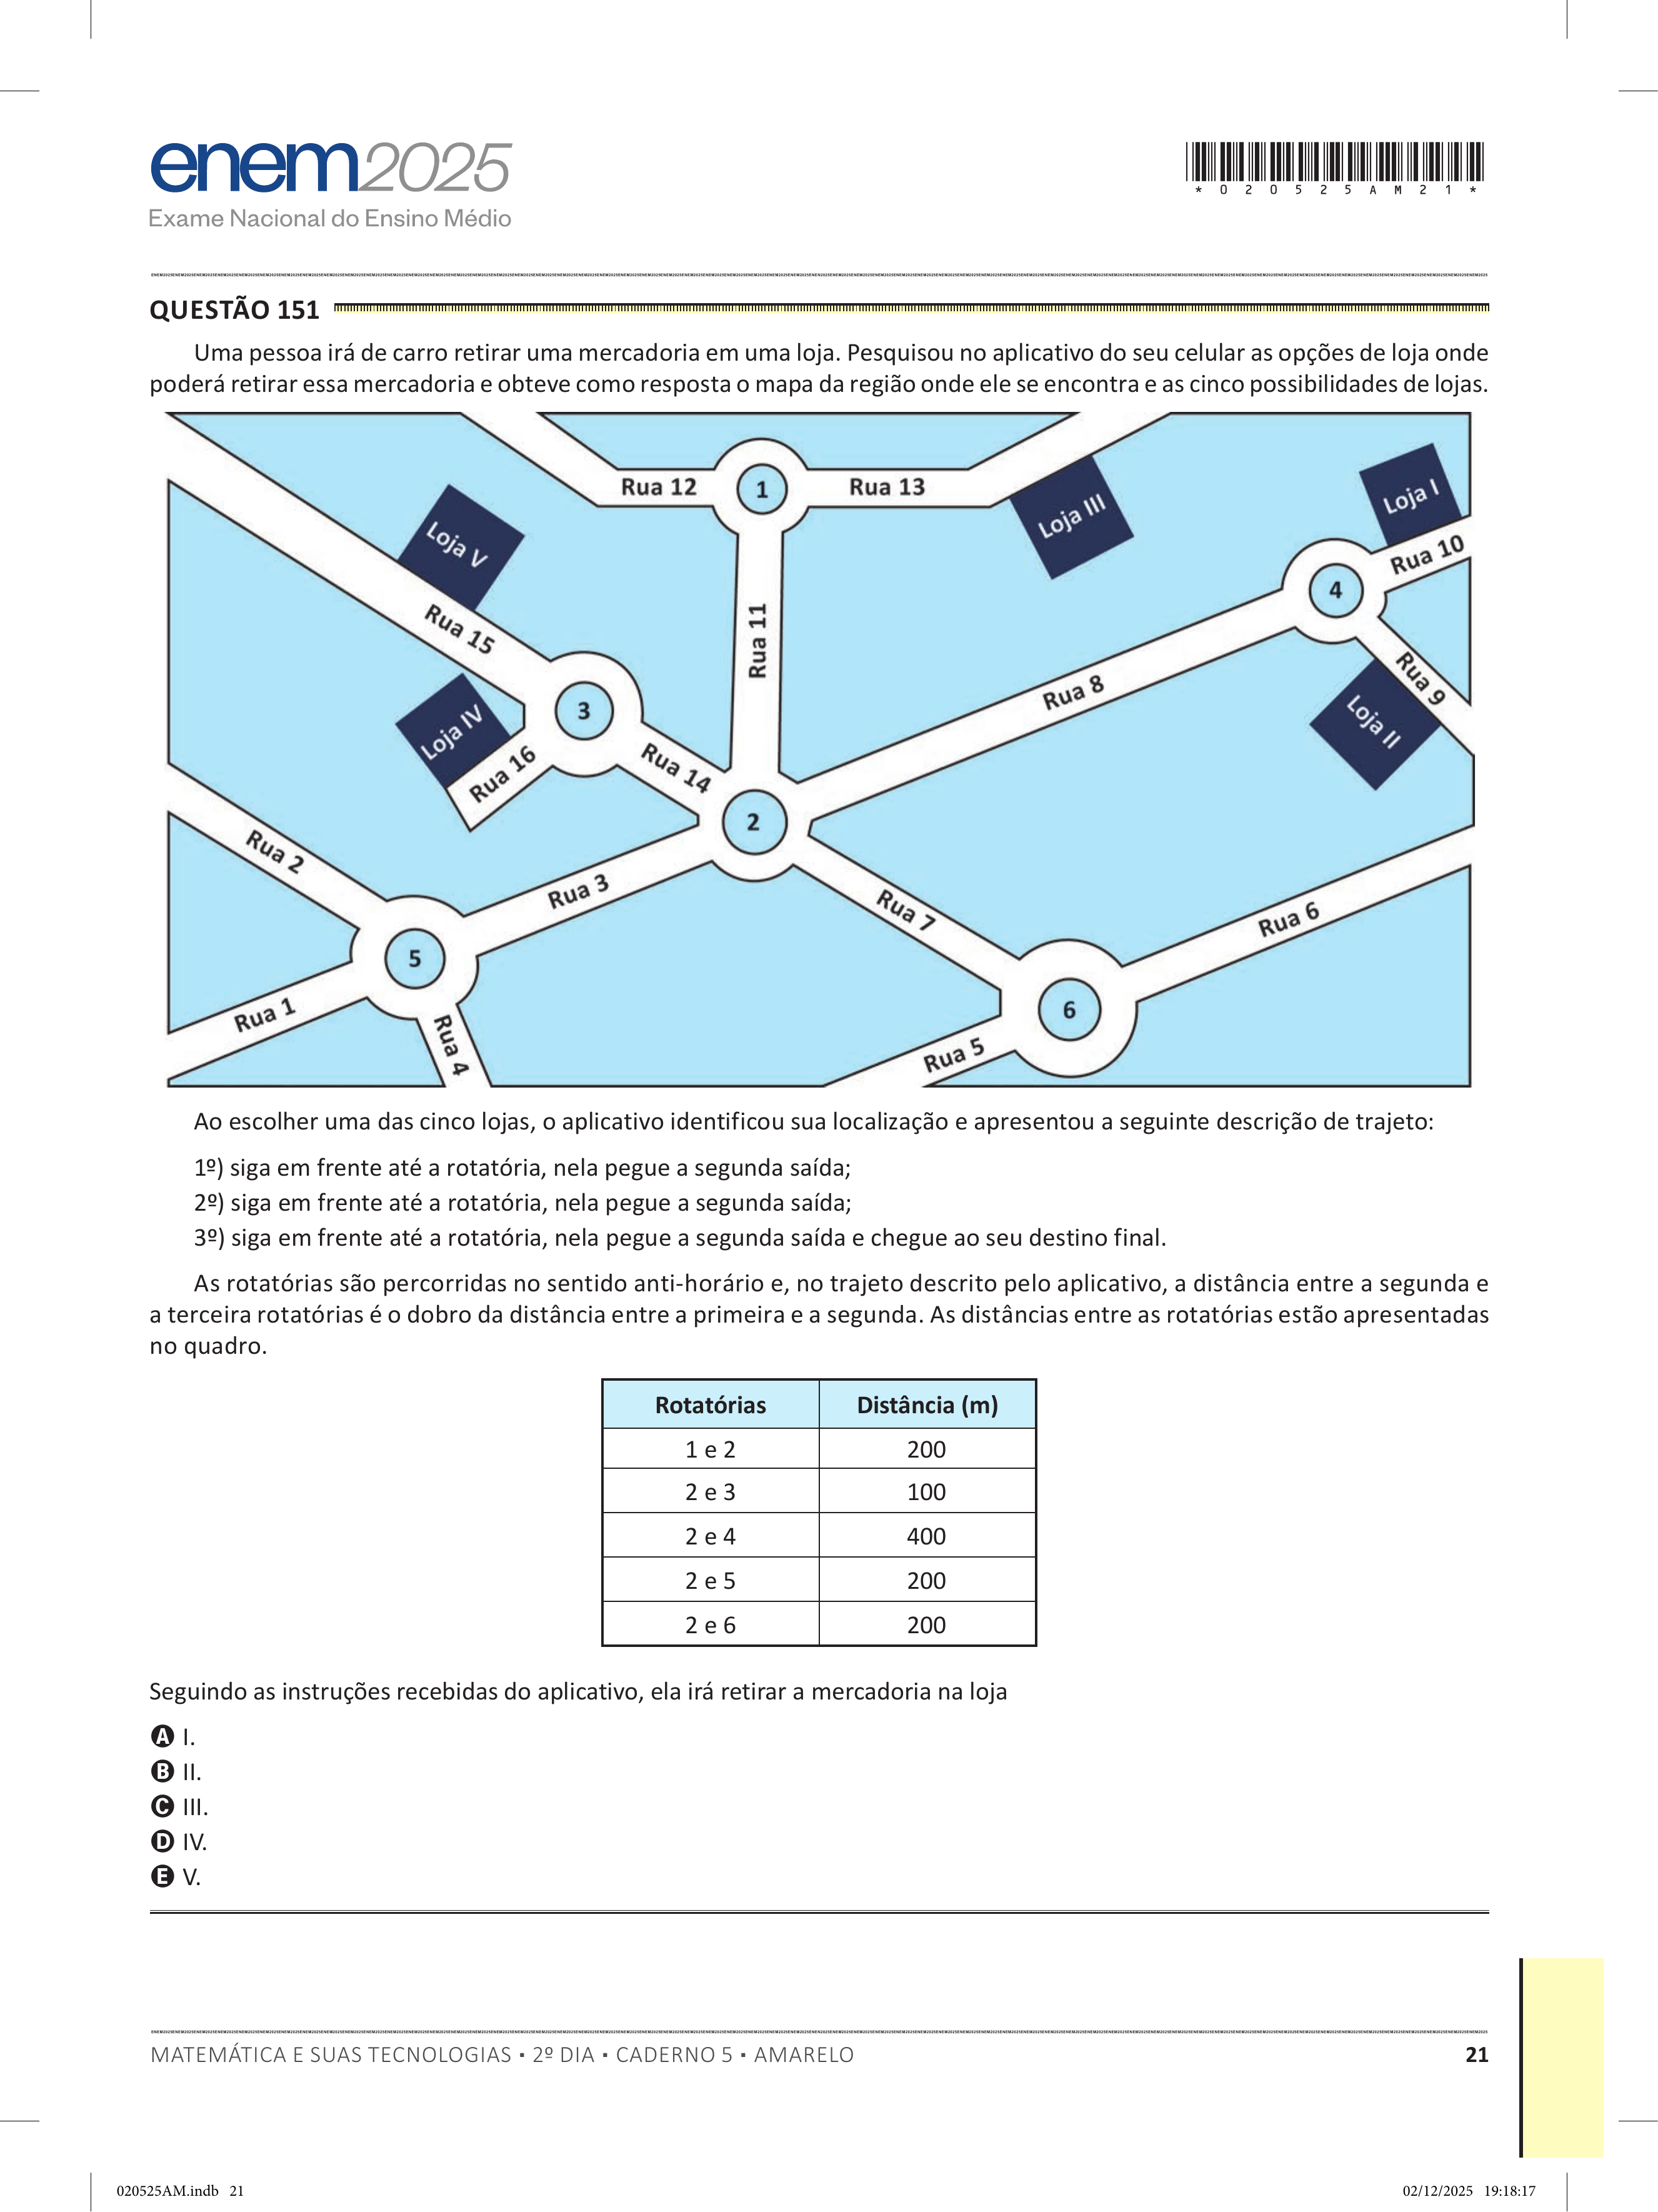 enem2025
Exame Nacional do Ensino Médio
*020525AM21*
QUESTÃO 151
Uma pessoa irá de carro retirar uma mercadoria em uma loja. Pesquisou no aplicativo do seu celular as opções de loja onde
poderá retirar essa mercadoria e obteve como resposta o mapa da região onde ele se encontra e as cinco possibilidades de lojas.
Rua 12
1
Rua 13
Loja III
Loja I
Rua 10
4
Loja V
Rua 15
Rua 11
Rua 9
Loja II
Rua 8
3
Loja IV
Rua 16
Rua 14
2
Rua 2
Rua 3
Rua 7
Rua 6
5
6
Rua 1
Rua 4
Rua 5
Ao escolher uma das cinco lojas, o aplicativo identificou sua localização e apresentou a seguinte descrição de trajeto:
1º) siga em frente até a rotatória, nela pegue a segunda saída;
2º) siga em frente até a rotatória, nela pegue a segunda saída;
3º) siga em frente até a rotatória, nela pegue a segunda saída e chegue ao seu destino final.
As rotatórias são percorridas no sentido anti-horário e, no trajeto descrito pelo aplicativo, a distância entre a segunda e
a terceira rotatórias é o dobro da distância entre a primeira e a segunda. As distâncias entre as rotatórias estão apresentadas
no quadro.
Rotatórias Distância (m)
1 e 2 200
2 e 3 100
2 e 4 400
2 e 5 200
2 e 6 200
Seguindo as instruções recebidas do aplicativo, ela irá retirar a mercadoria na loja
A I.
B II.
C III.
D IV.
E V.
MATEMÁTICA E SUAS TECNOLOGIAS • 2º DIA • CADERNO 5 • AMARELO
21
020525AM.indb 21
02/12/2025 19:18:17